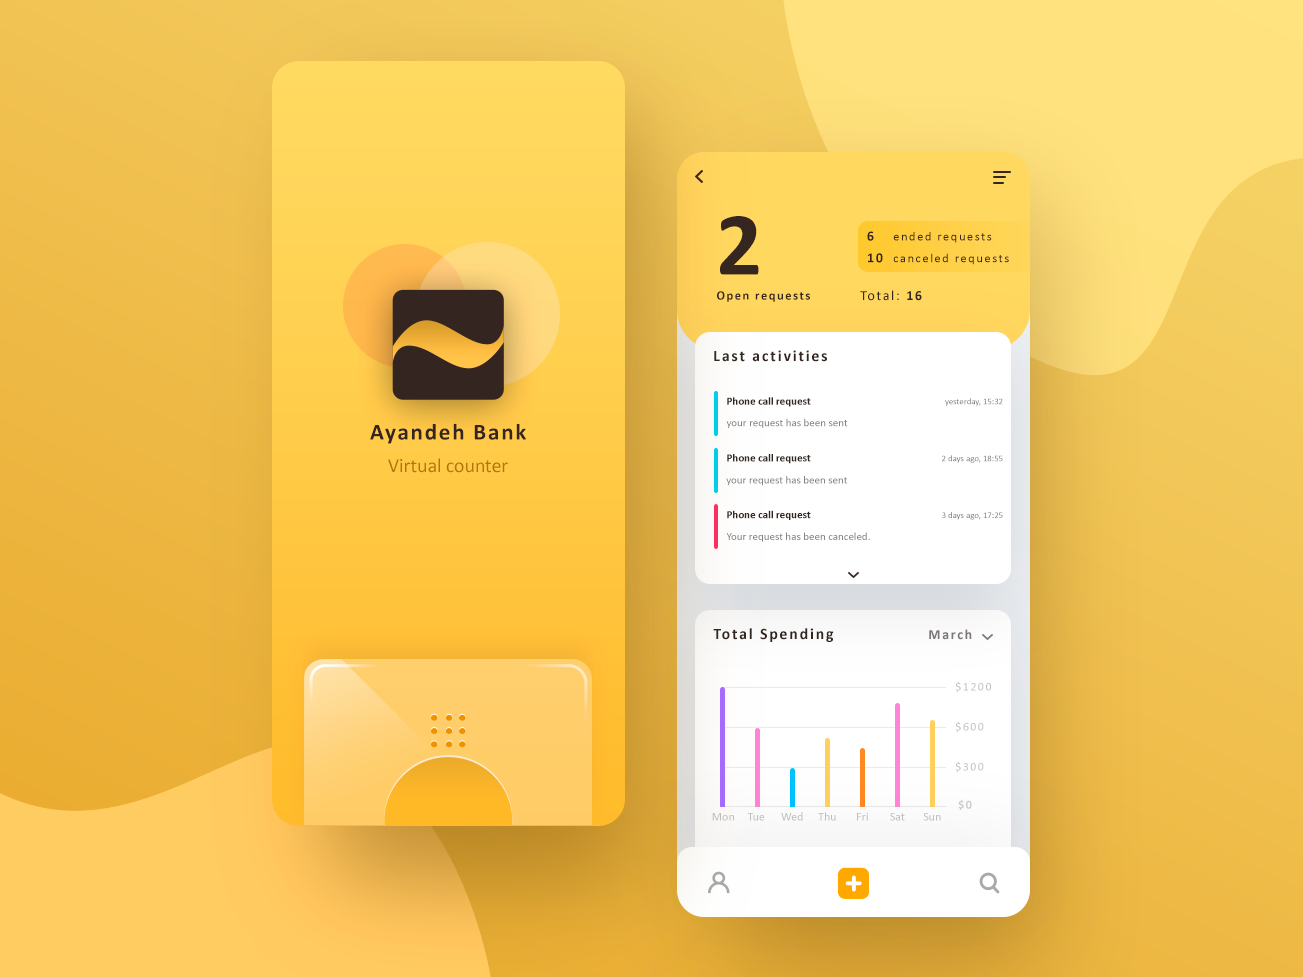 Ayandeh Bank
Virtual counter
2
Open requests
6 ended requests
10 canceled requests
Total: 16
Last activities
Phone call request yesterday, 15:32
your request has been sent
Phone call request 2 days ago, 18:55
your request has been sent
Phone call request 3 days ago, 17:25
Your request has been canceled.
Total Spending March
$1200
$600
$300
$0
Mon Tue Wed Thu Fri Sat Sun